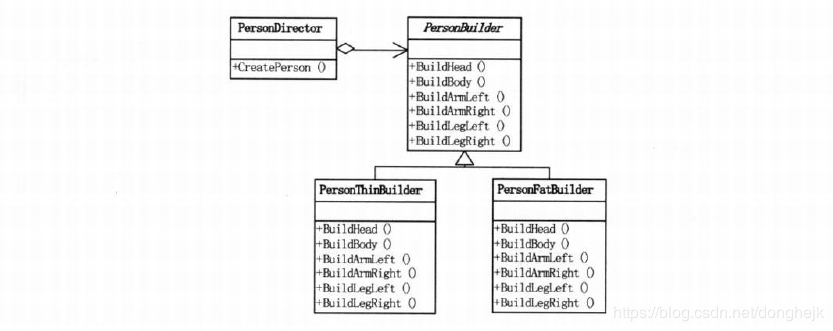 PersonDirector
+CreatePerson ()
PersonBuilder
+BuildHead ()
+BuildBody ()
+BuildArmLeft ()
+BuildArmRight ()
+BuildLegLeft ()
+BuildLegRight ()
PersonThinBuilder
+BuildHead ()
+BuildBody ()
+BuildArmLeft ()
+BuildArmRight ()
+BuildLegLeft ()
+BuildLegRight ()
PersonFatBuilder
+BuildHead ()
+BuildBody ()
+BuildArmLeft ()
+BuildArmRight ()
+BuildLegLeft ()
+BuildLegRight ()
https://blog.csdn.net/donghejk